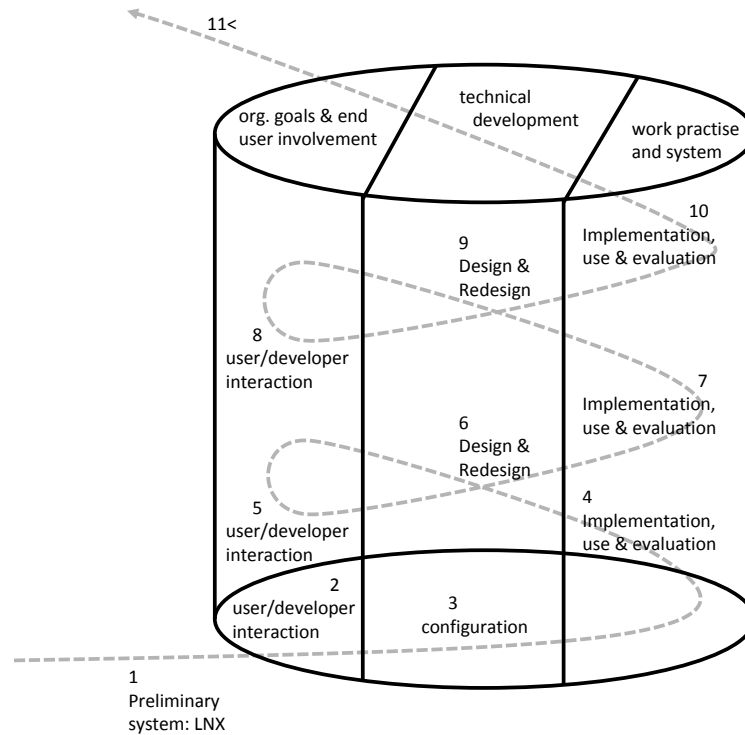 11<
org. goals & end
user involvement
technical
development
work practise
and system
10
Implementation,
use & evaluation
9
Design &
Redesign
8
user/developer
interaction
7
Implementation,
use & evaluation
6
Design &
Redesign
5
user/developer
interaction
4
Implementation,
use & evaluation
2
user/developer
interaction
3
configuration
1
Preliminary
system: LNX